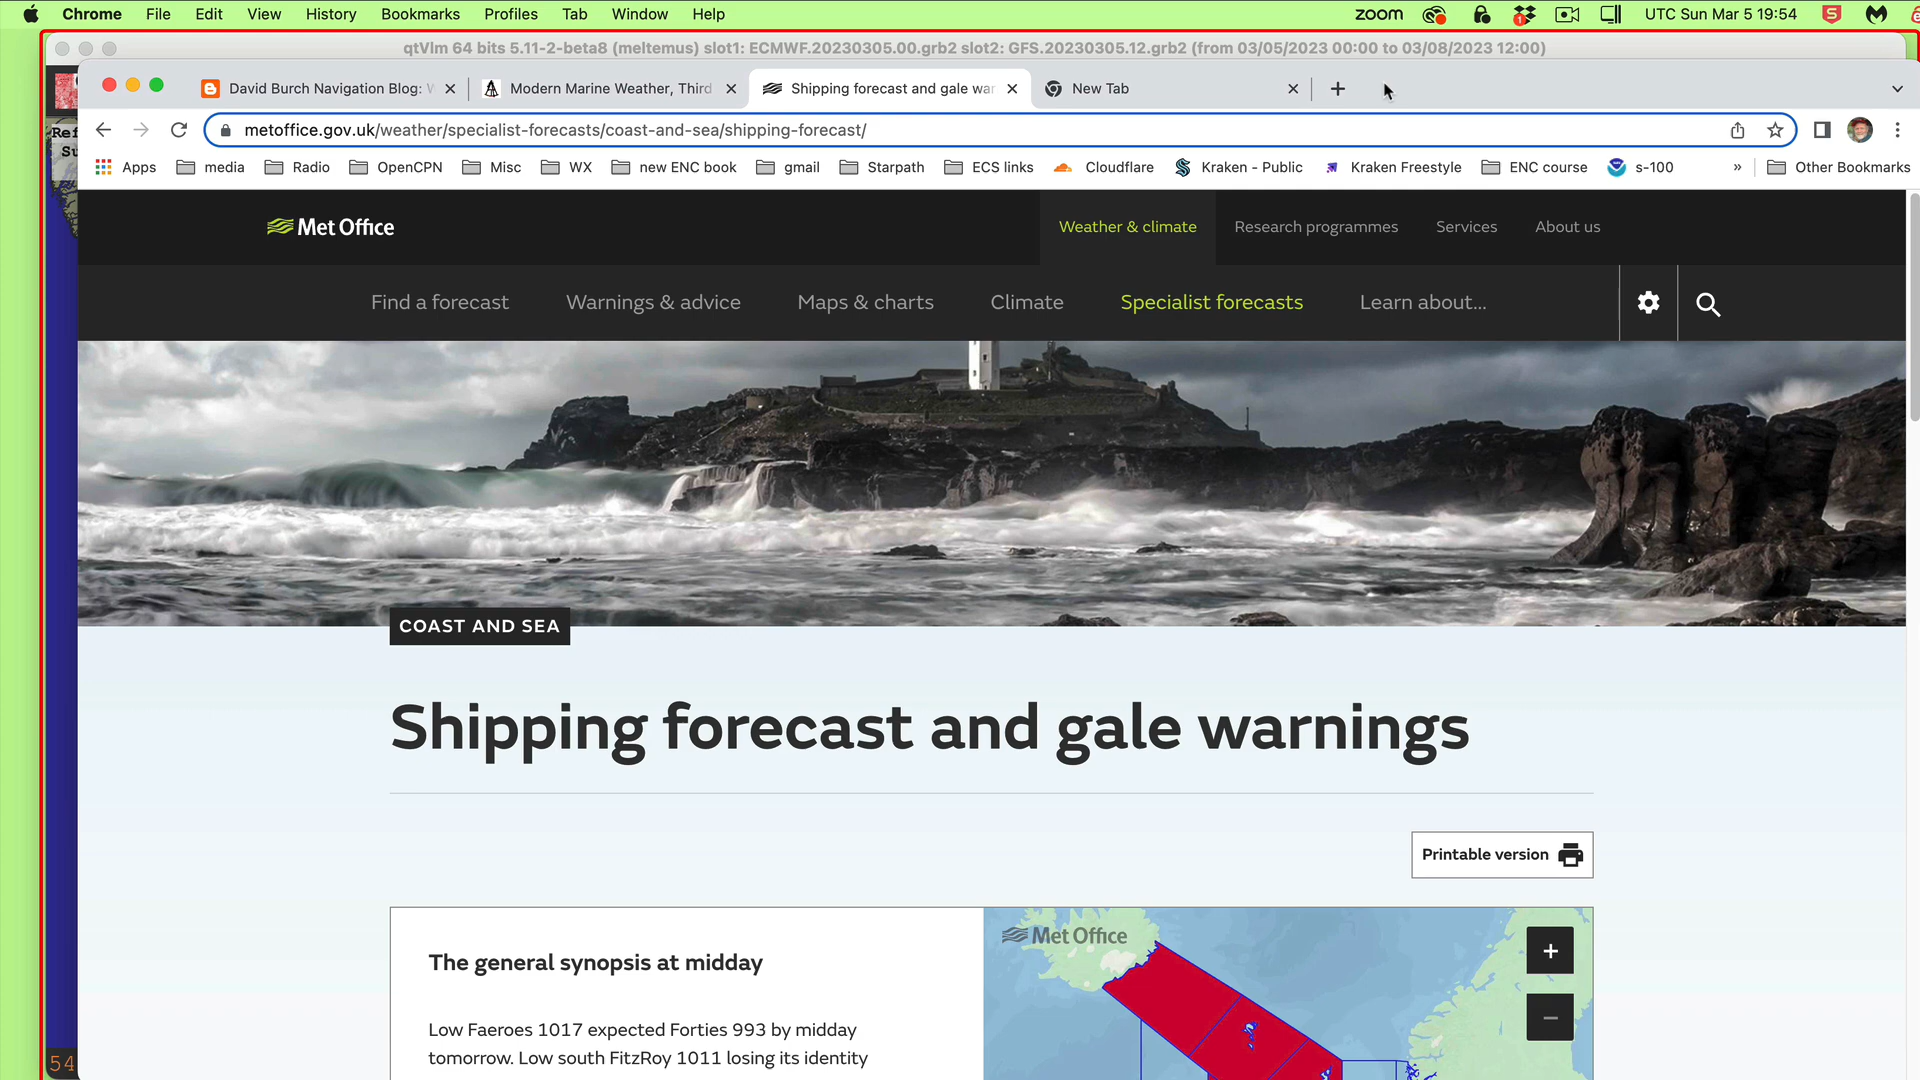 Chrome File Edit View History Bookmarks Profiles Tab Window Help zoom 1 UTC Sun Mar 5 19:54
qtVlm 64 bits 5.11-2-beta8 (meltemus) slot1: ECMWF.20230305.00.grb2 slot2: GFS.20230305.12.grb2 (from 03/05/2023 00:00 to 03/08/2023 12:00)
David Burch Navigation Blog: Modern Marine Weather, Third Shipping forecast and gale war New Tab
metoffice.gov.uk/weather/specialist-forecasts/coast-and-sea/shipping-forecast/
Ref
Su
Apps media Radio OpenCPN Misc WX new ENC book gmail Starpath ECS links Cloudflare Kraken - Public Kraken Freestyle ENC course s-100 » Other Bookmarks
Met Office Weather & climate Research programmes Services About us
Find a forecast Warnings & advice Maps & charts Climate Specialist forecasts Learn about...
COAST AND SEA
Shipping forecast and gale warnings
Printable version
Met Office
The general synopsis at midday
Low Faeroes 1017 expected Forties 993 by midday
tomorrow. Low south FitzRoy 1011 losing its identity
54